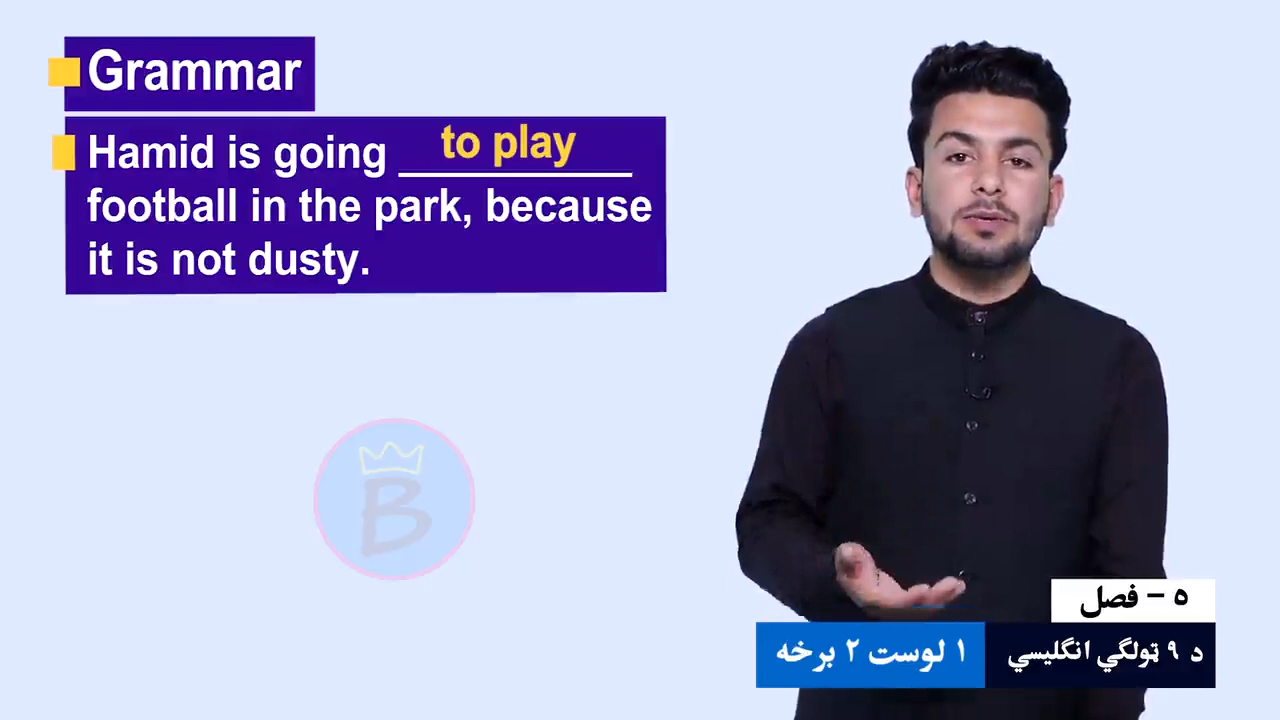 Grammar
Hamid is going to play
football in the park, because
it is not dusty.
B
۵ – فصل
د ۹ ټولګي انګلیسي
۱ لوست ۲ برخه